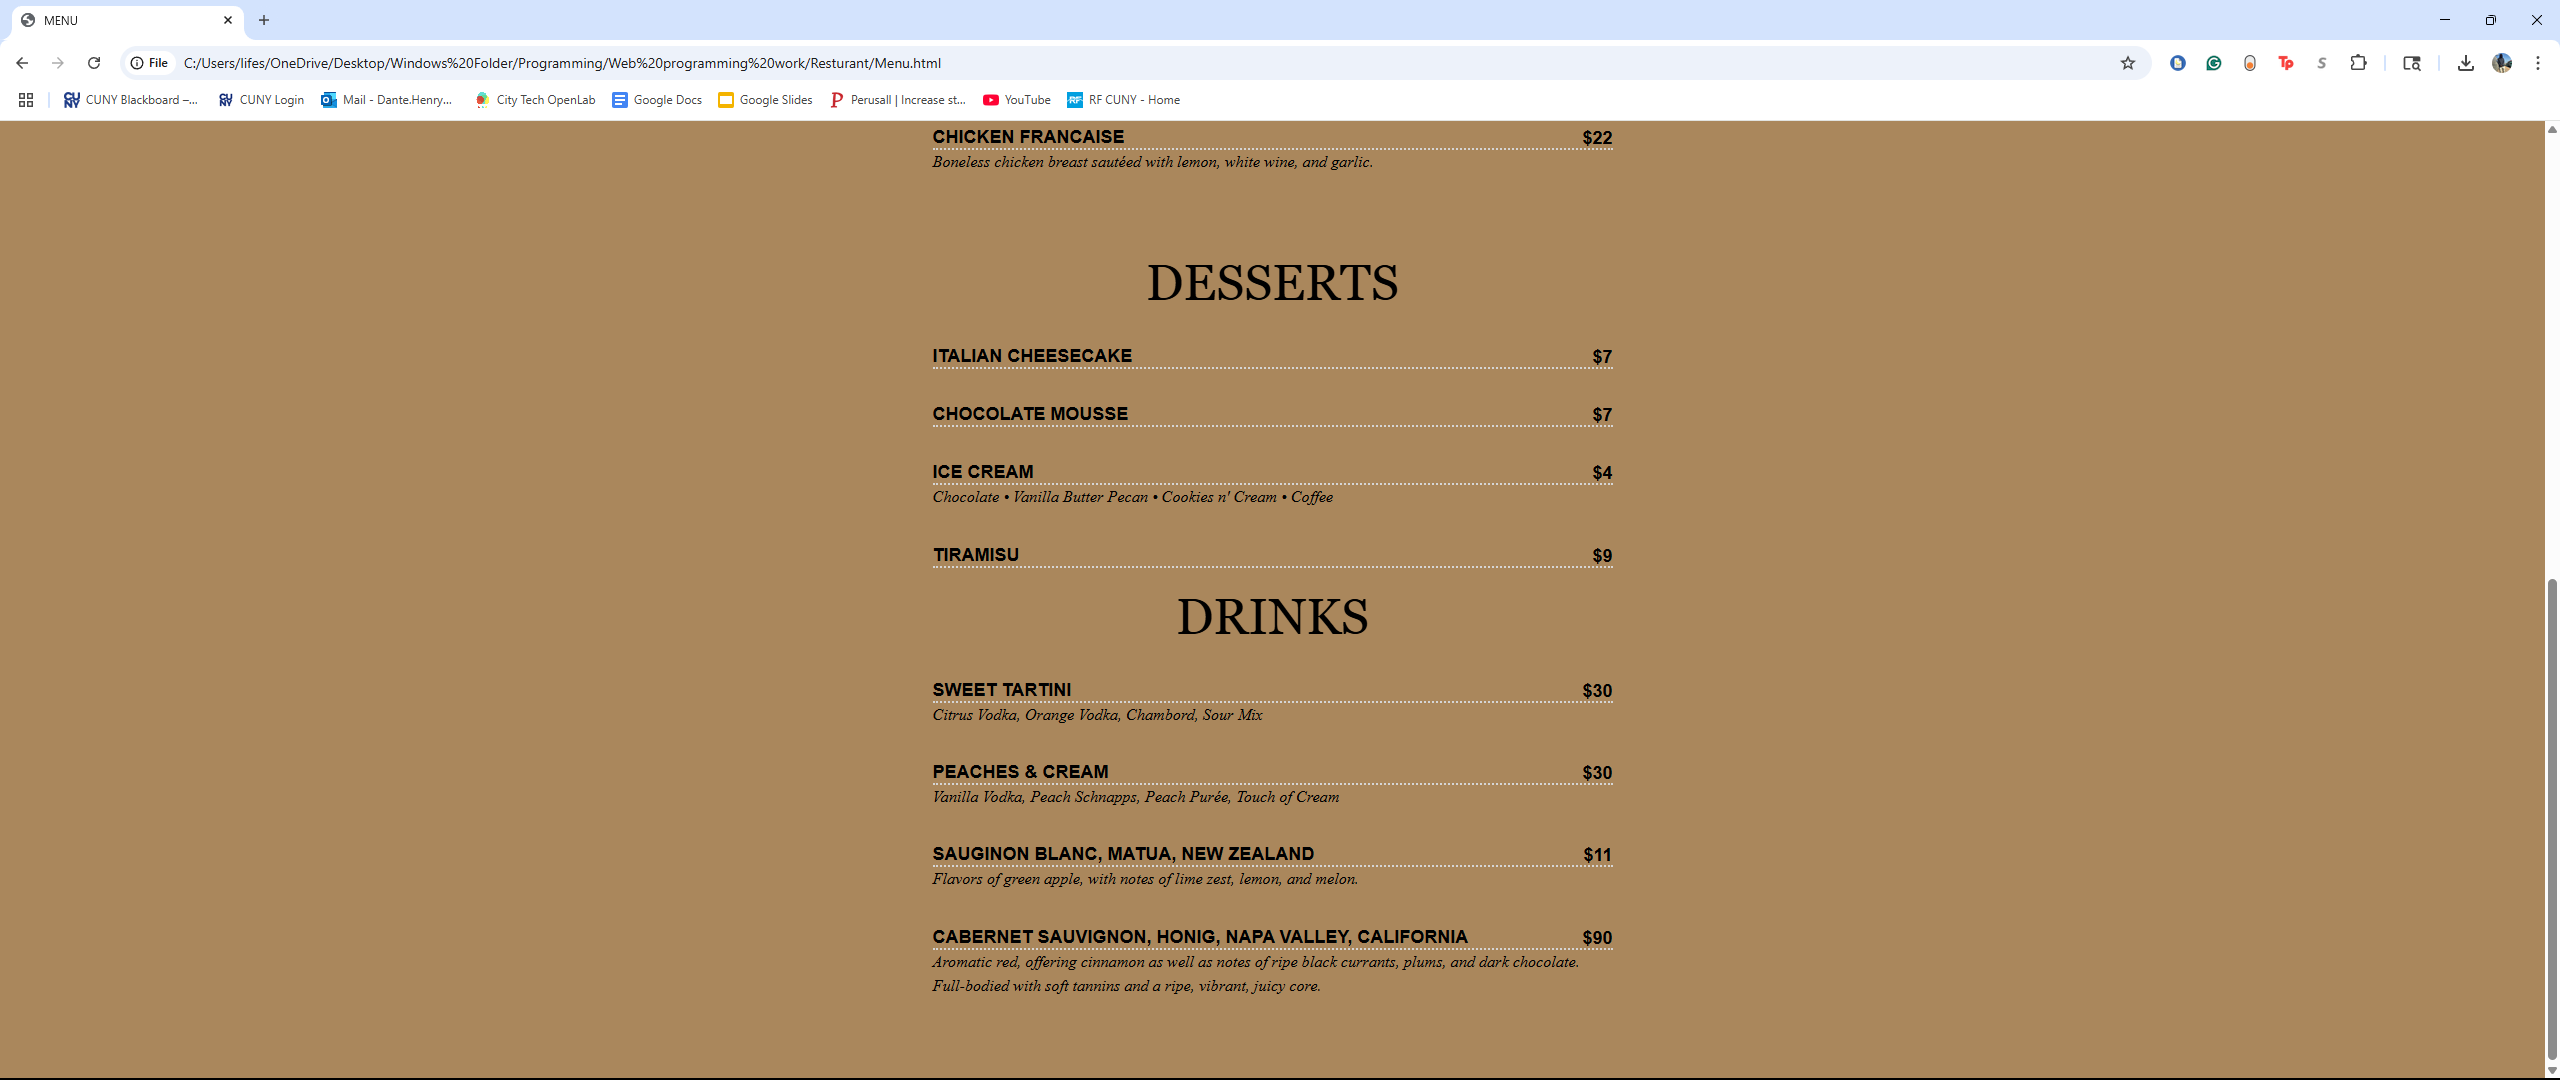 MENU
File C:/Users/lifes/OneDrive/Desktop/Windows%20Folder/Programming/Web%20programming%20work/Resturant/Menu.html
CUNY Blackboard –... CUNY Login Mail - Dante.Henry... City Tech OpenLab Google Docs Google Slides Perusall | Increase st... YouTube RF CUNY - Home
CHICKEN FRANCAISE $22
Boneless chicken breast sautéed with lemon, white wine, and garlic.
DESSERTS
ITALIAN CHEESECAKE $7
CHOCOLATE MOUSSE $7
ICE CREAM $4
Chocolate • Vanilla Butter Pecan • Cookies n' Cream • Coffee
TIRAMISU $9
DRINKS
SWEET TARTINI $30
Citrus Vodka, Orange Vodka, Chambord, Sour Mix
PEACHES & CREAM $30
Vanilla Vodka, Peach Schnapps, Peach Purée, Touch of Cream
SAUGINON BLANC, MATUA, NEW ZEALAND $11
Flavors of green apple, with notes of lime zest, lemon, and melon.
CABERNET SAUVIGNON, HONIG, NAPA VALLEY, CALIFORNIA $90
Aromatic red, offering cinnamon as well as notes of ripe black currants, plums, and dark chocolate.
Full-bodied with soft tannins and a ripe, vibrant, juicy core.